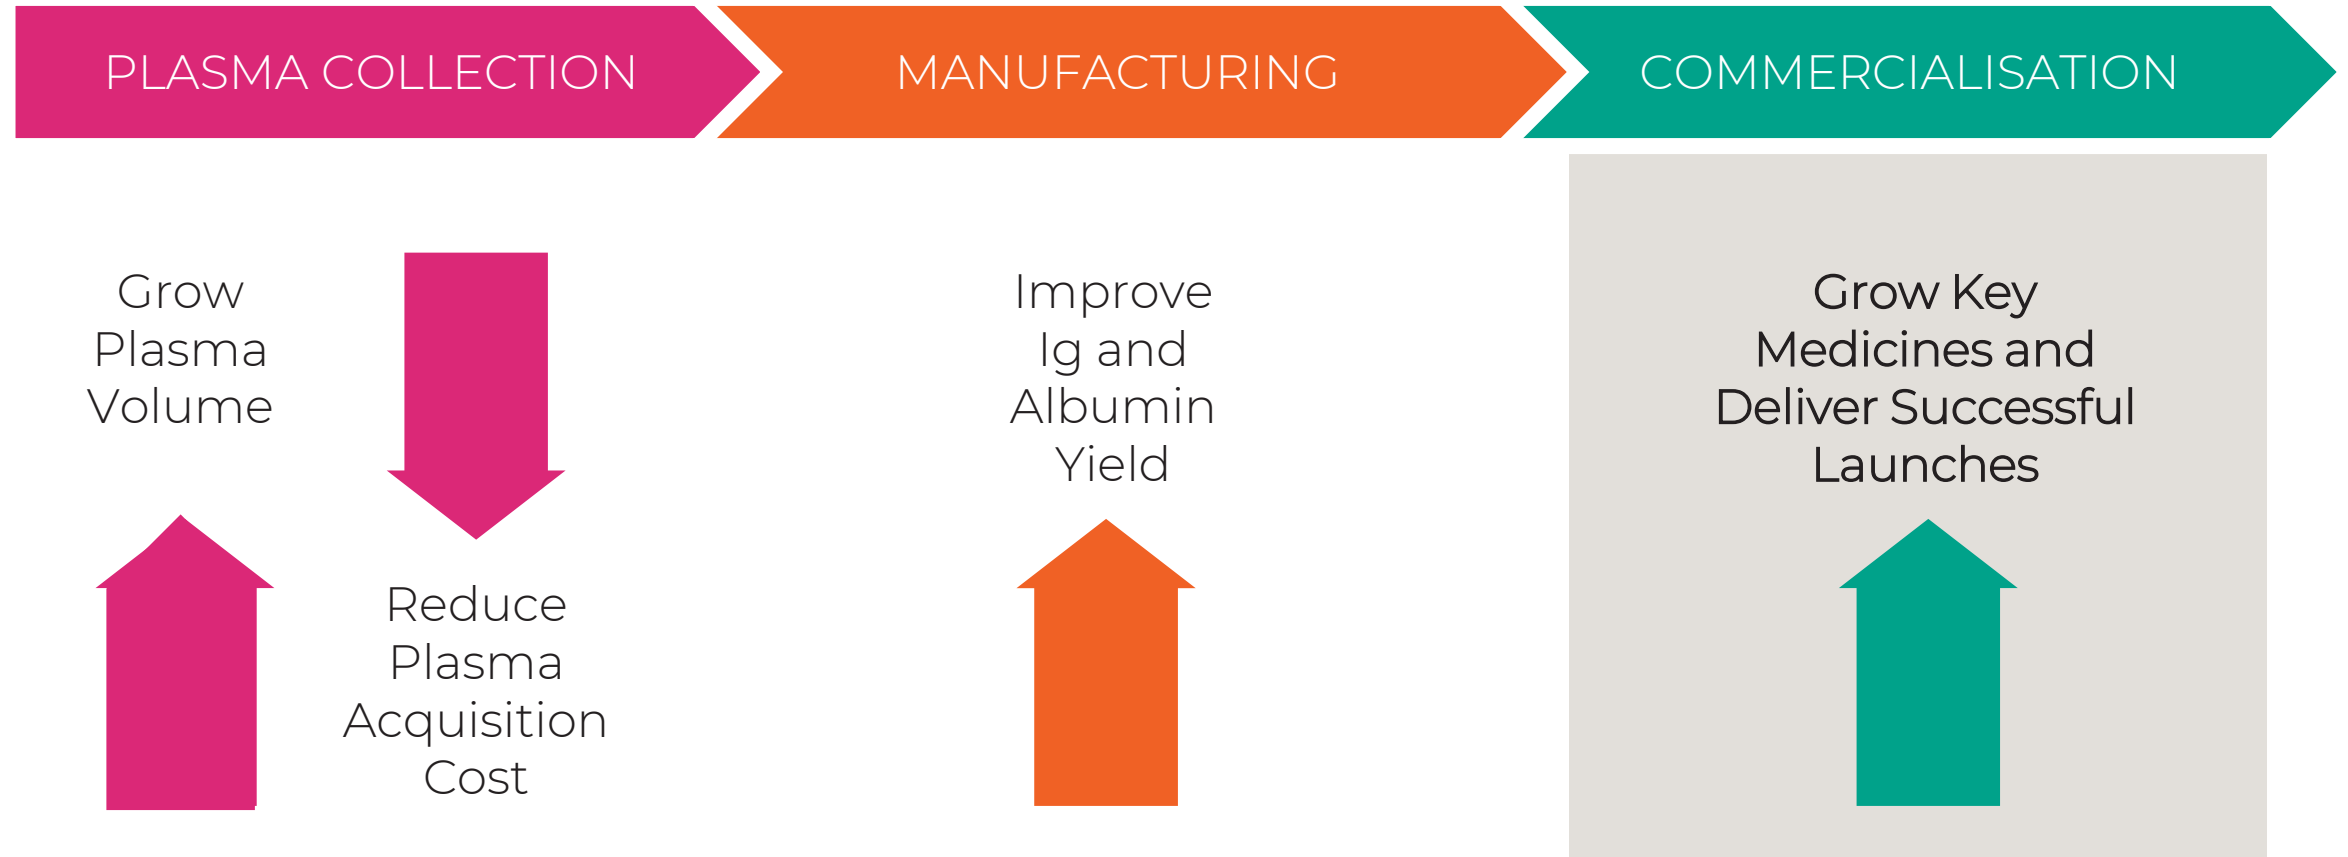 PLASMA COLLECTION
MANUFACTURING
COMMERCIALISATION
Grow
Plasma
Volume
Reduce
Plasma
Acquisition
Cost
Improve
Ig and
Albumin
Yield
Grow Key
Medicines and
Deliver Successful
Launches